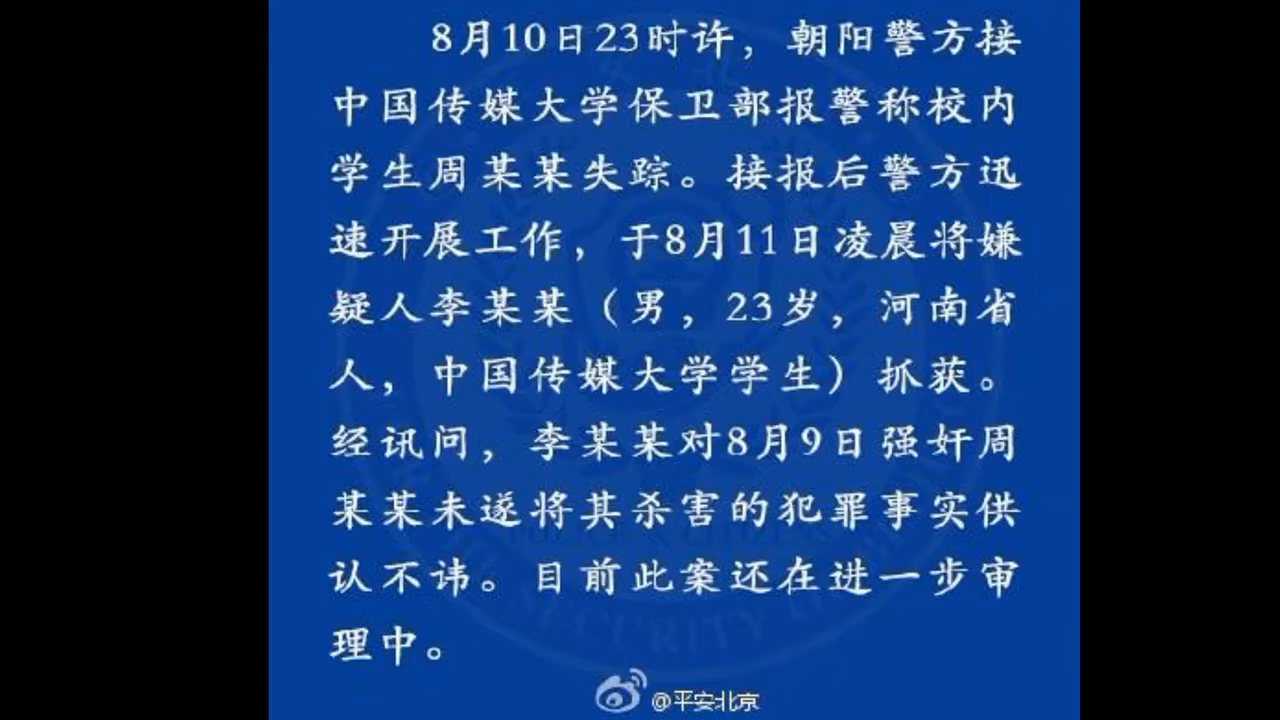 8月10日23时许，朝阳警方接
中国传媒大学保卫部报警称校内
学生周某某失踪。接报后警方迅
速开展工作，于8月11日凌晨将嫌
疑人李某某（男，23岁，河南省
人，中国传媒大学学生）抓获。
经讯问，李某某对8月9日强奸周
某某未遂将其杀害的犯罪事实供
认不讳。目前此案还在进一步审
理中。
@平安北京